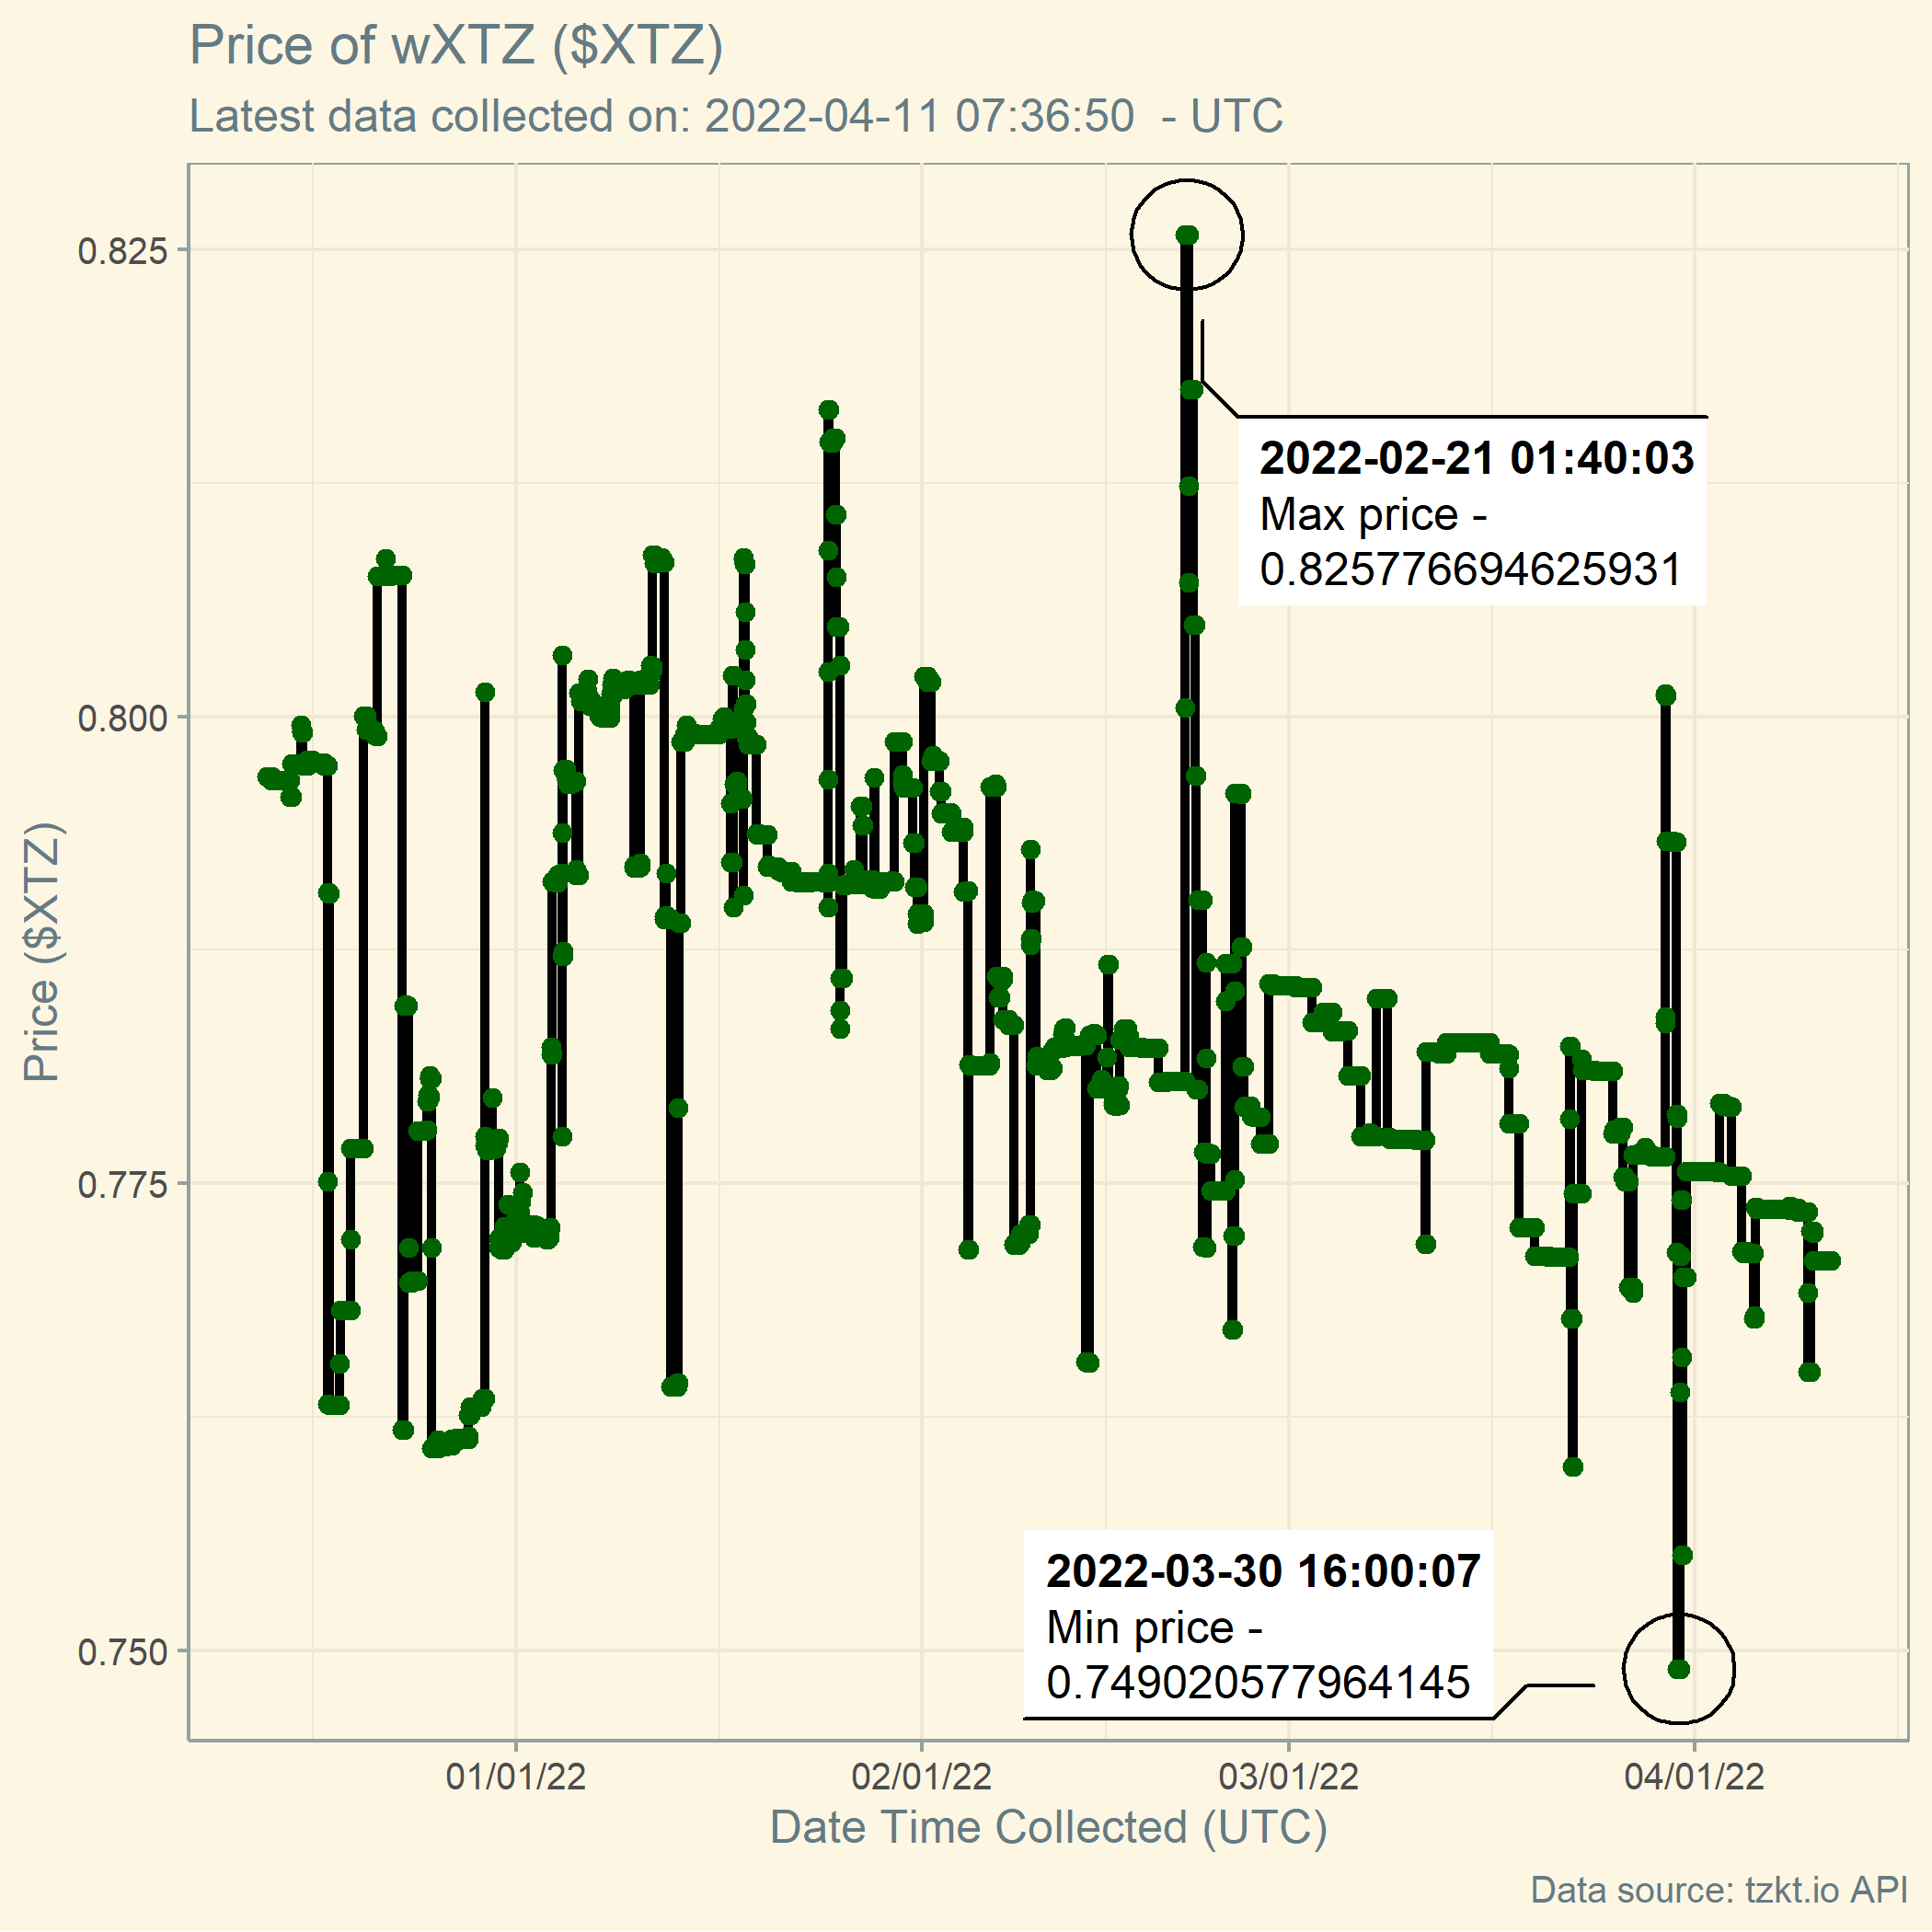 Price of wXTZ ($XTZ)
Latest data collected on: 2022-04-11 07:36:50  - UTC
0.825
0.800
0.775
0.750
Price ($XTZ)
2022-02-21 01:40:03
Max price -
0.825776694625931
2022-03-30 16:00:07
Min price -
0.749020577964145
01/01/22
02/01/22
03/01/22
04/01/22
Date Time Collected (UTC)
Data source: tzkt.io API